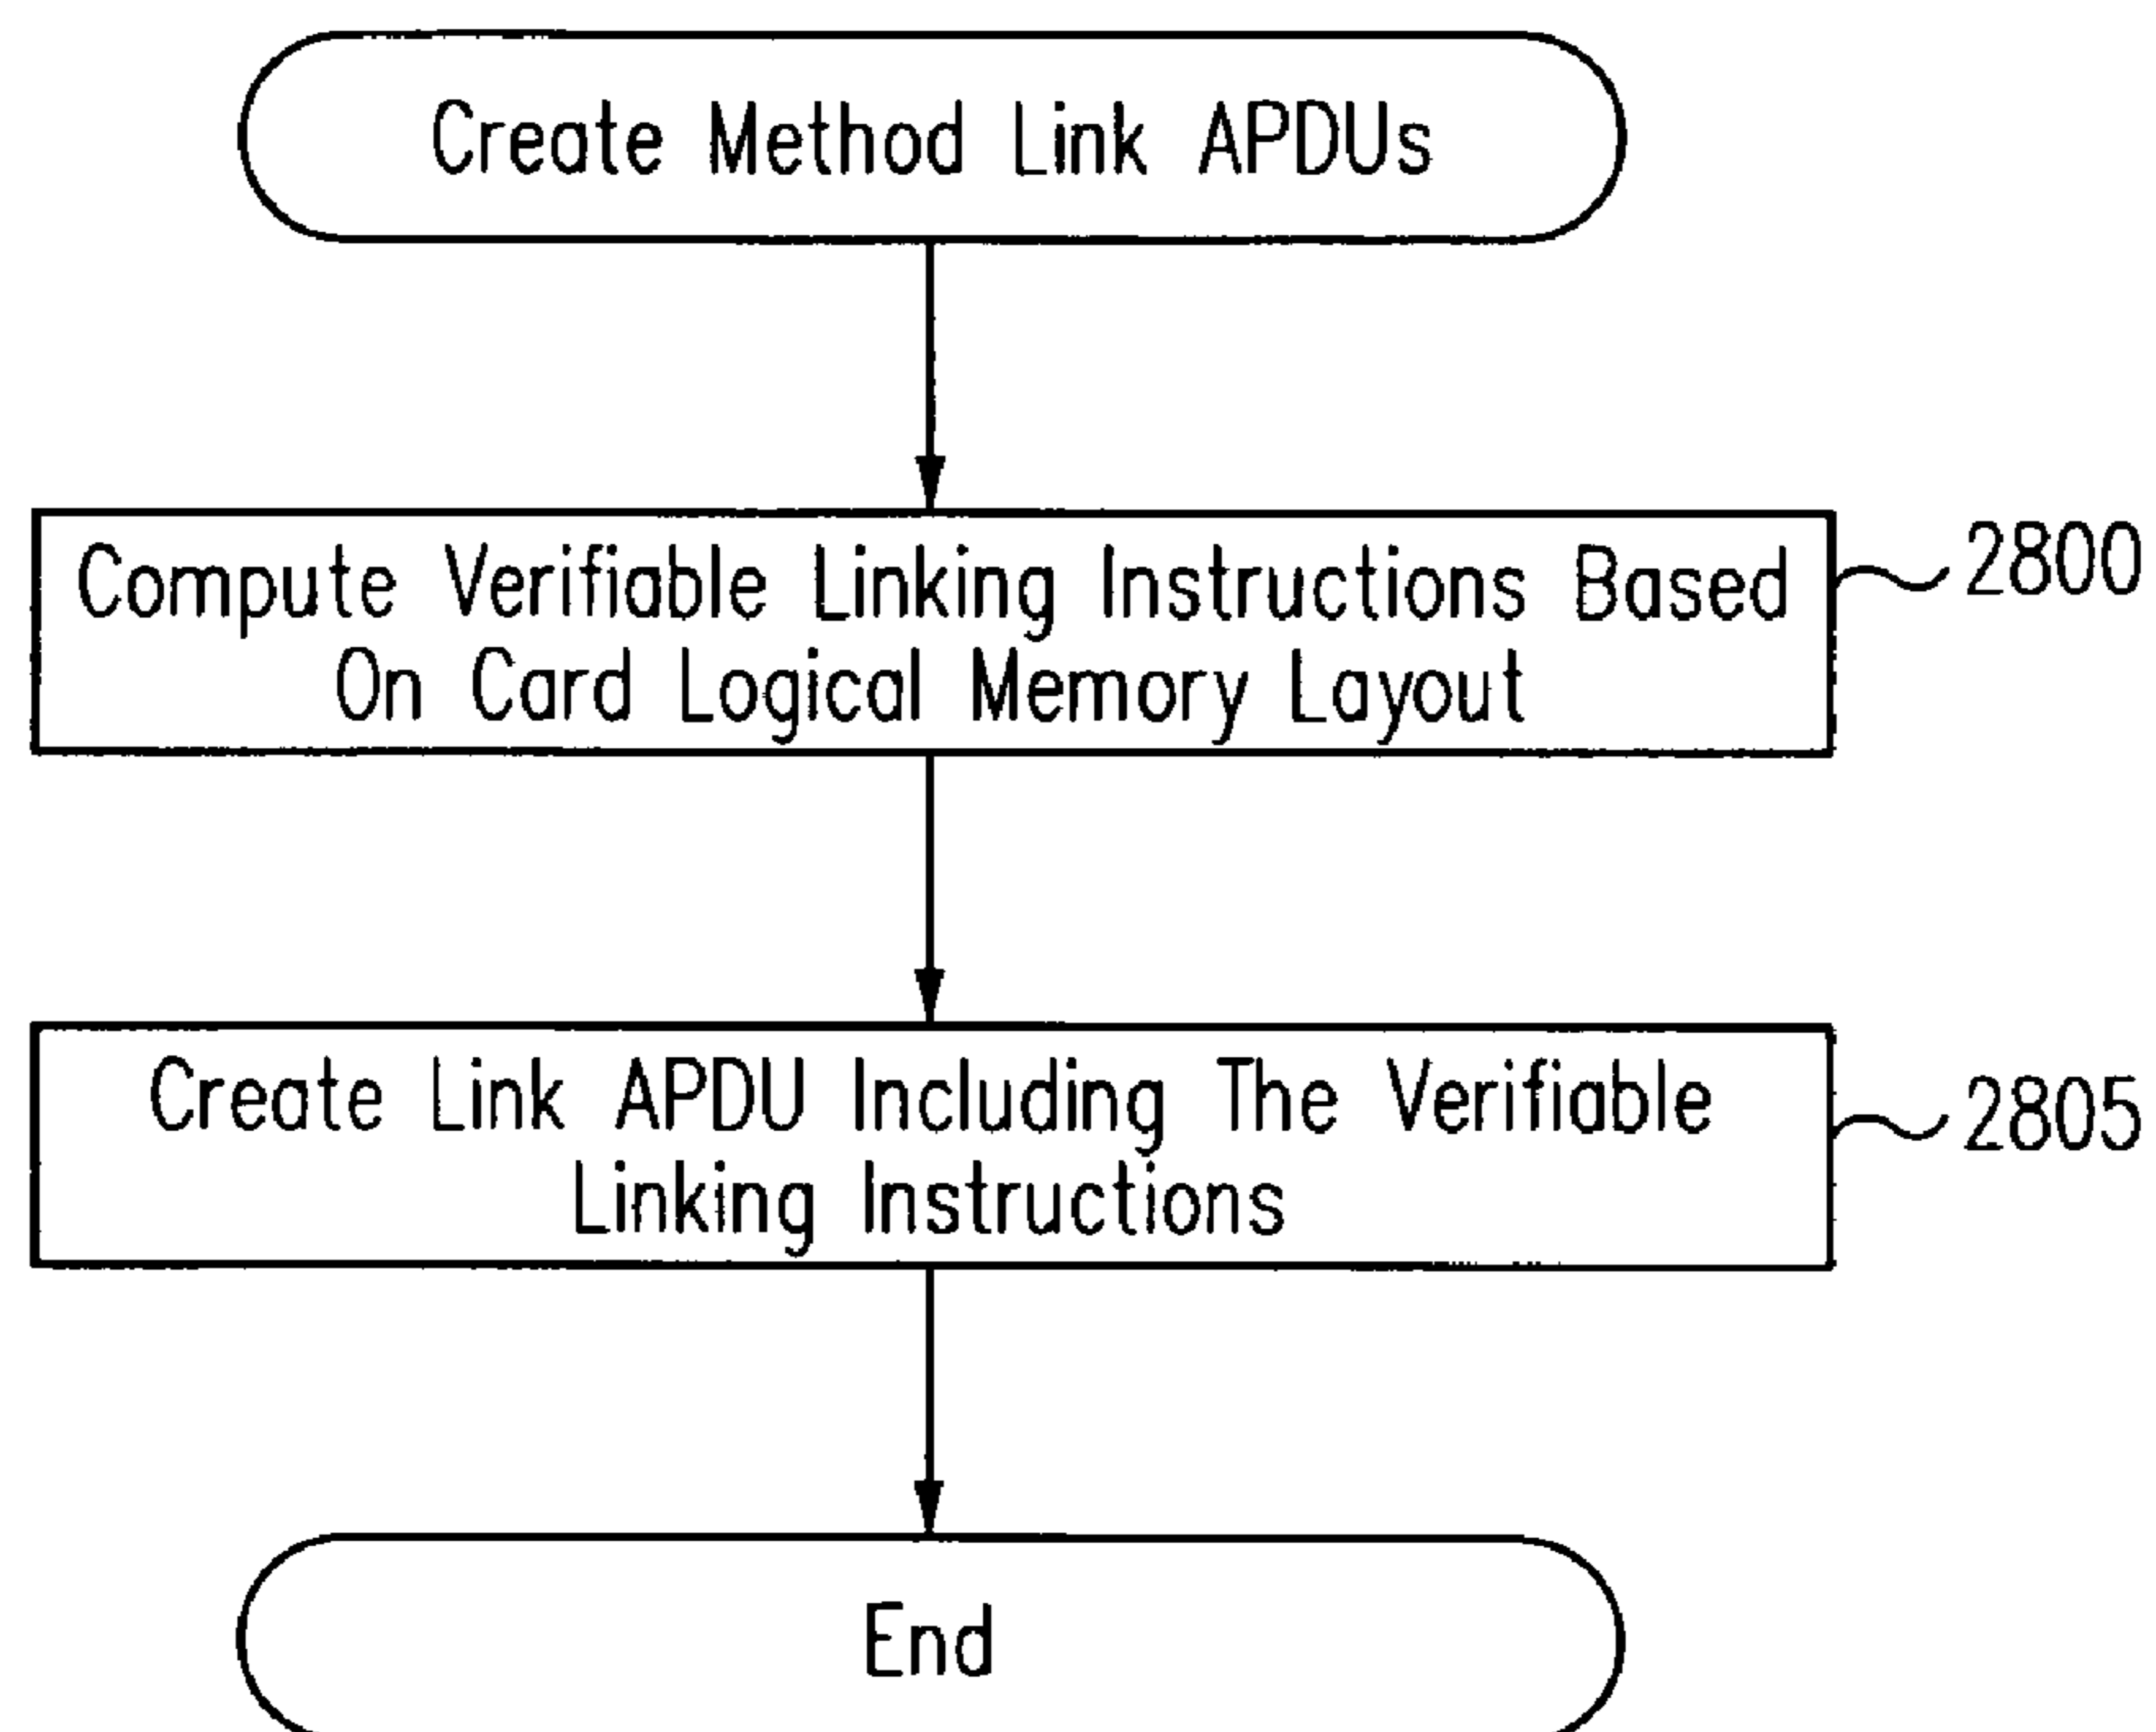 Create Method Link APDUs
Compute Verifiable Linking Instructions Based
On Card Logical Memory Layout
2800
Create Link APDU Including The Verifiable
Linking Instructions
2805
End